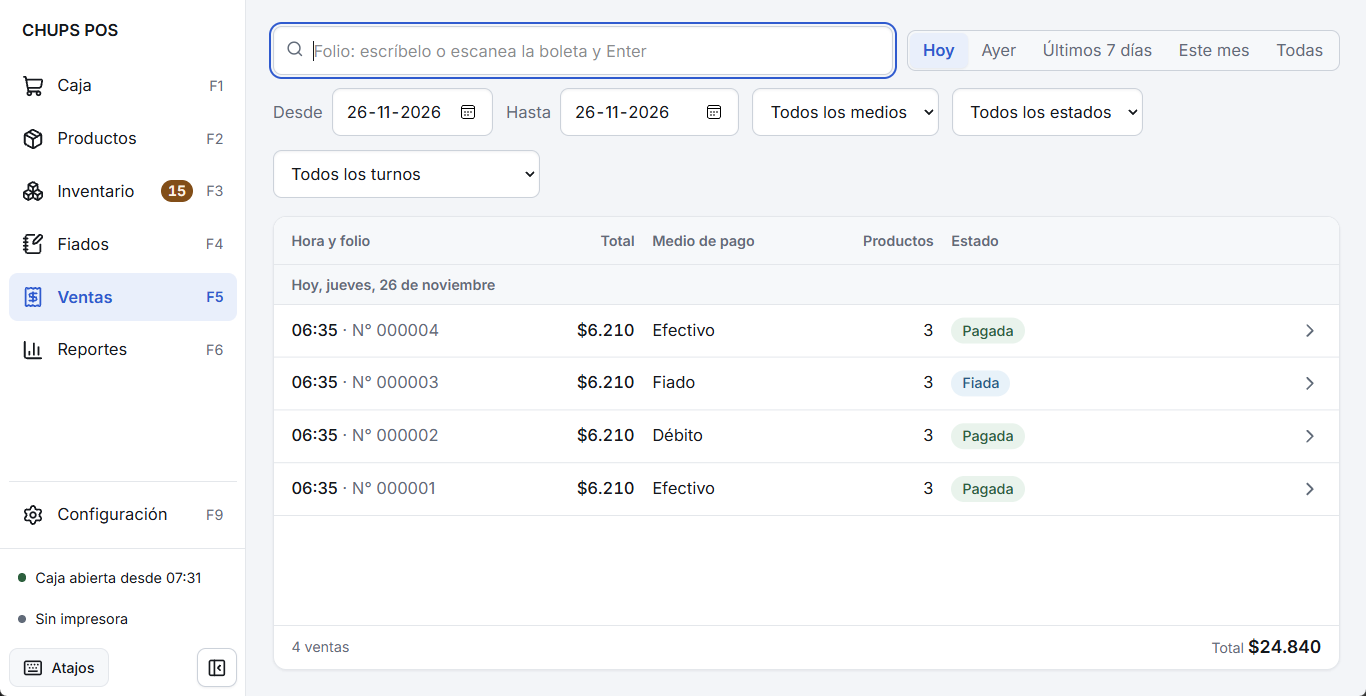 CHUPS POS
Caja F1
Productos F2
Inventario 15 F3
Fiados F4
Ventas F5
Reportes F6
Configuración F9
Caja abierta desde 07:31
Sin impresora
Atajos
Folio: escríbelo o escanea la boleta y Enter
Hoy Ayer Últimos 7 días Este mes Todas
Desde 26-11-2026 Hasta 26-11-2026 Todos los medios Todos los estados
Todos los turnos
Hora y folio Total Medio de pago Productos Estado
Hoy, jueves, 26 de noviembre
06:35 · N° 000004 $6.210 Efectivo 3 Pagada
06:35 · N° 000003 $6.210 Fiado 3 Fiada
06:35 · N° 000002 $6.210 Débito 3 Pagada
06:35 · N° 000001 $6.210 Efectivo 3 Pagada
4 ventas Total $24.840